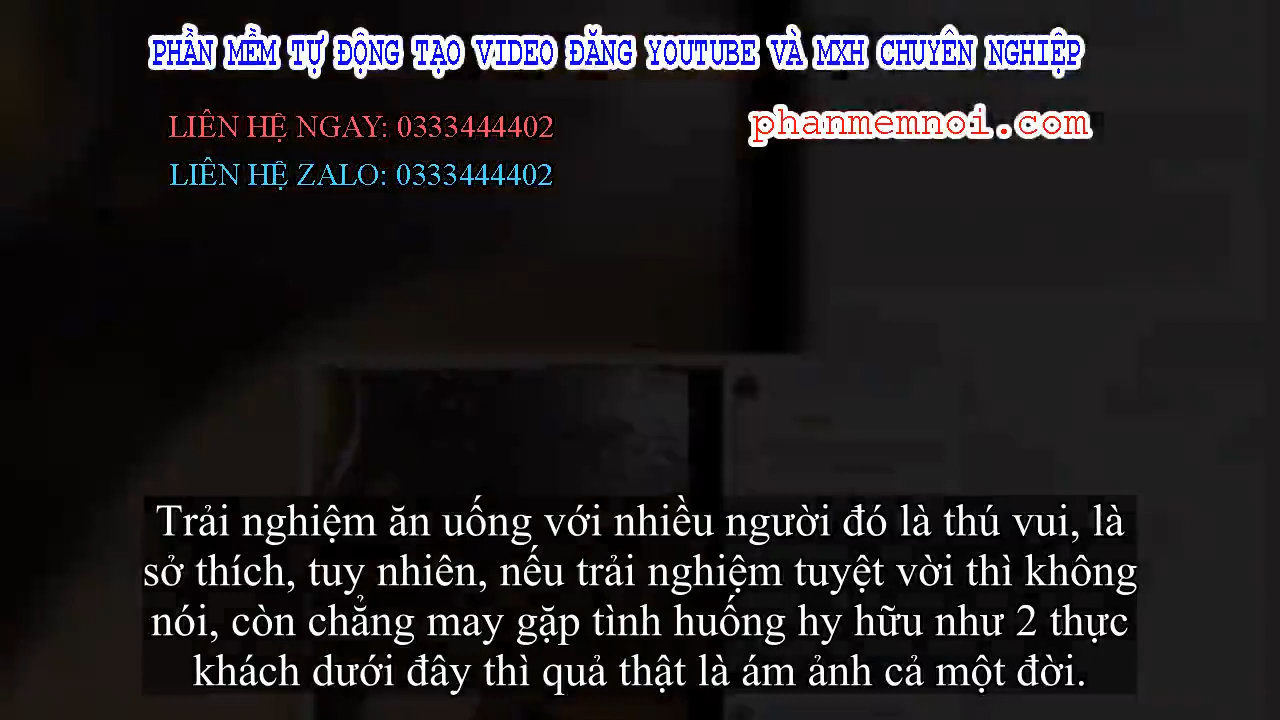 PHẦN MỀM TỰ ĐỘNG TẠO VIDEO ĐĂNG YOUTUBE VÀ MXH CHUYÊN NGHIỆP
LIÊN HỆ NGAY: 0333444402
phanmemnoi.com
LIÊN HỆ ZALO: 0333444402
Trải nghiệm ăn uống với nhiều người đó là thú vui, là
sở thích, tuy nhiên, nếu trải nghiệm tuyệt vời thì không
nói, còn chẳng may gặp tình huống hy hữu như 2 thực
khách dưới đây thì quả thật là ám ảnh cả một đời.